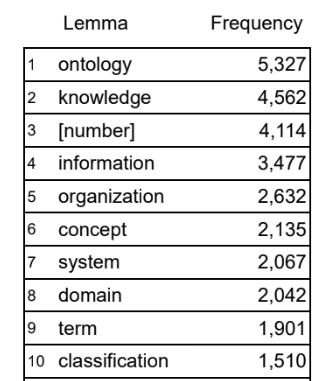 Lemma Frequency
1 ontology 5,327
2 knowledge 4,562
3 [number] 4,114
4 information 3,477
5 organization 2,632
6 concept 2,135
7 system 2,067
8 domain 2,042
9 term 1,901
10 classification 1,510